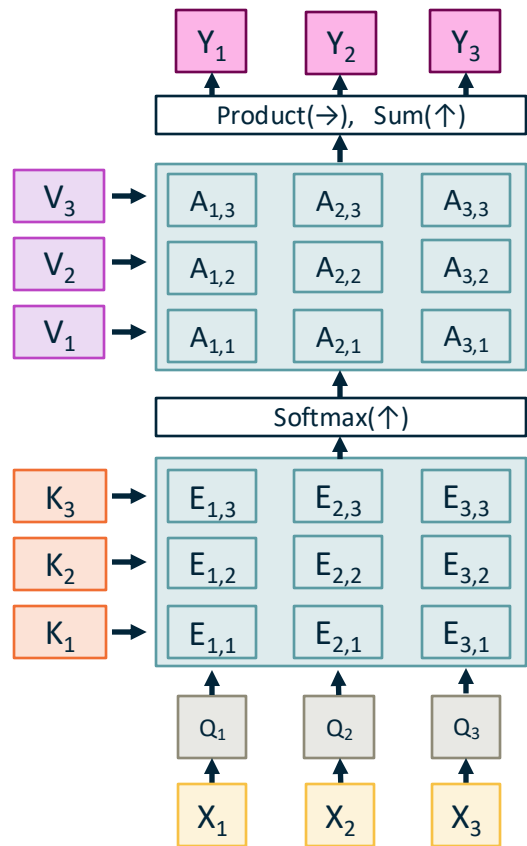 Y₁ Y₂ Y₃
Product(→), Sum(↑)
V₃ A₁,₃ A₂,₃ A₃,₃
V₂ A₁,₂ A₂,₂ A₃,₂
V₁ A₁,₁ A₂,₁ A₃,₁
Softmax(↑)
K₃ E₁,₃ E₂,₃ E₃,₃
K₂ E₁,₂ E₂,₂ E₃,₂
K₁ E₁,₁ E₂,₁ E₃,₁
Q₁ Q₂ Q₃
X₁ X₂ X₃